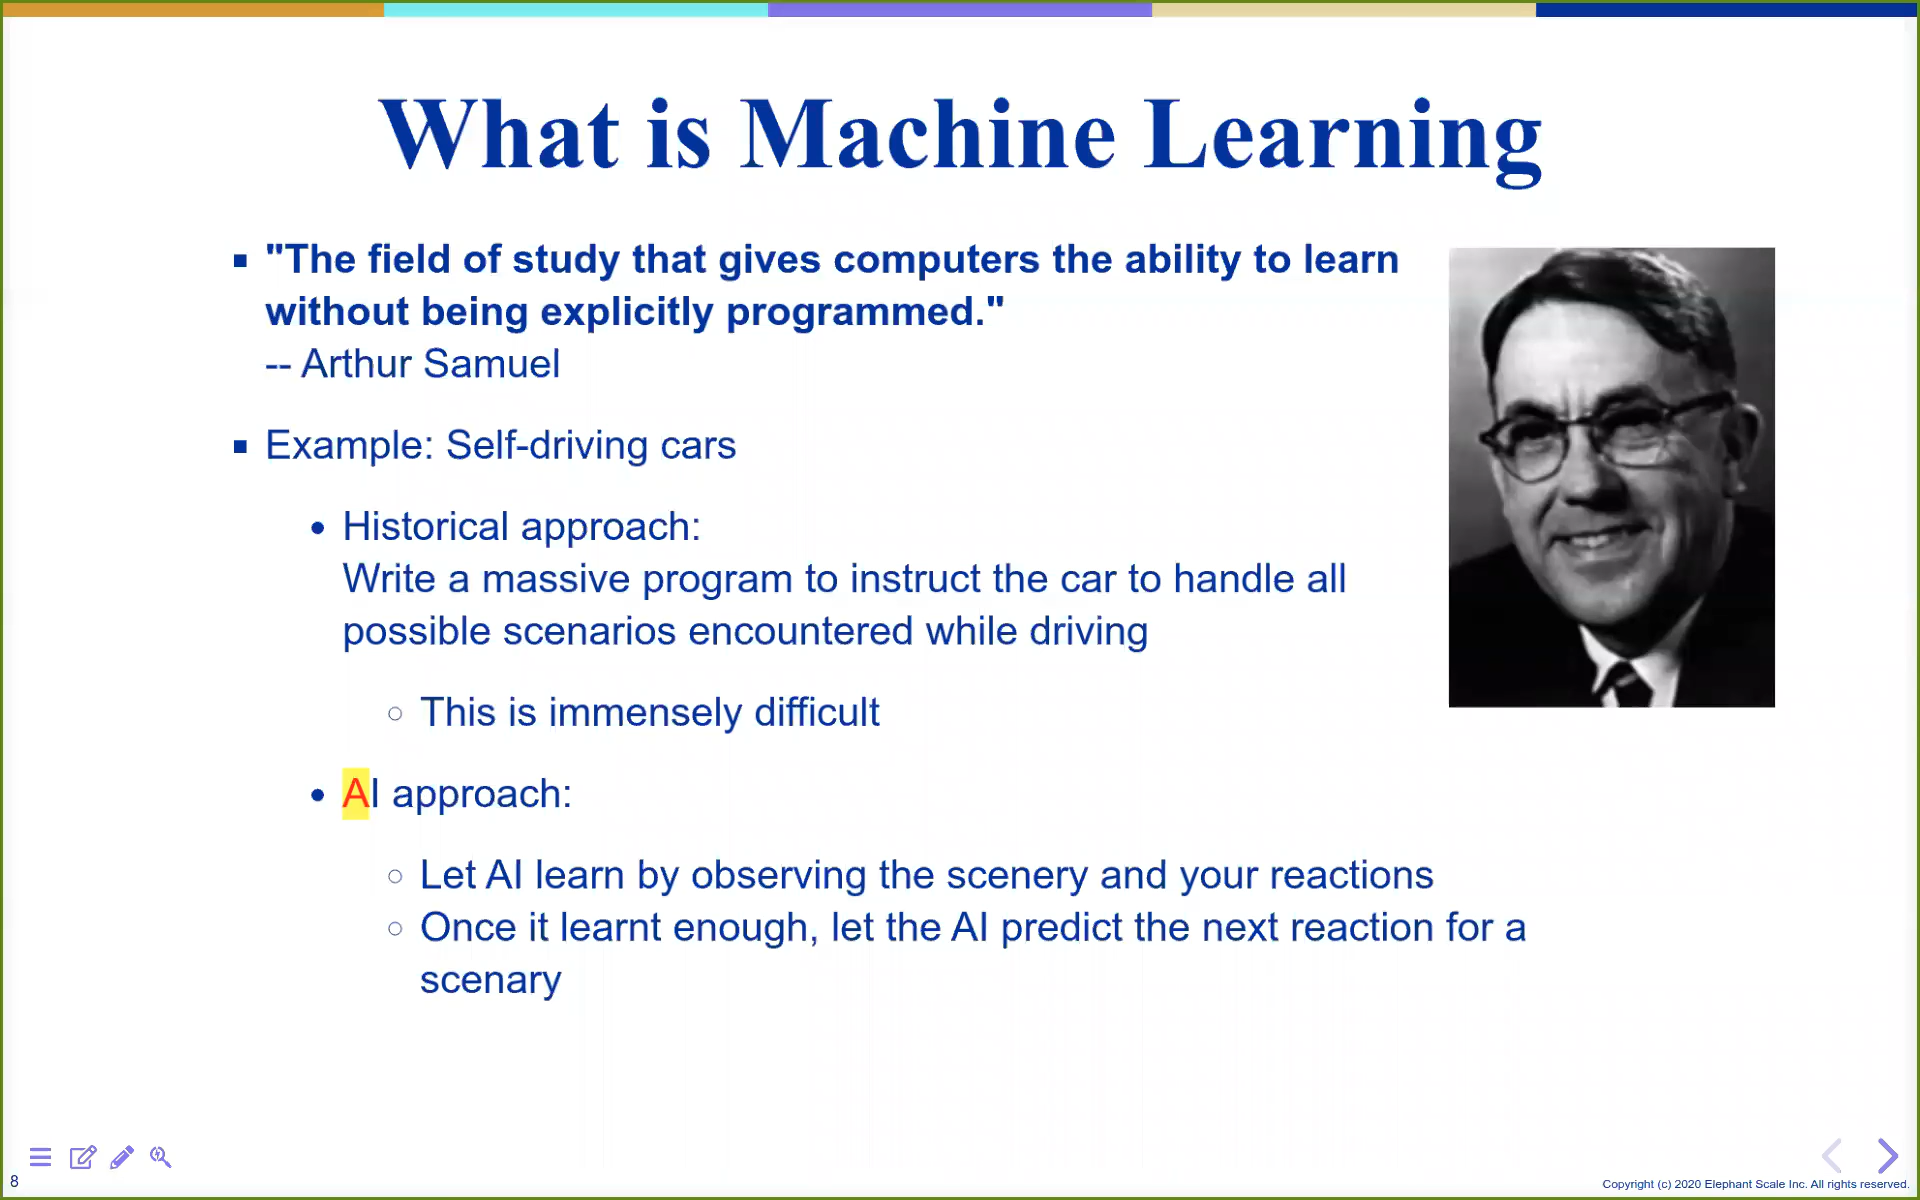 What is Machine Learning
"The field of study that gives computers the ability to learn
without being explicitly programmed."
-- Arthur Samuel
Example: Self-driving cars
Historical approach:
Write a massive program to instruct the car to handle all
possible scenarios encountered while driving
This is immensely difficult
AI approach:
Let AI learn by observing the scenery and your reactions
Once it learnt enough, let the AI predict the next reaction for a
scenary
8
Copyright (c) 2020 Elephant Scale Inc. All rights reserved.